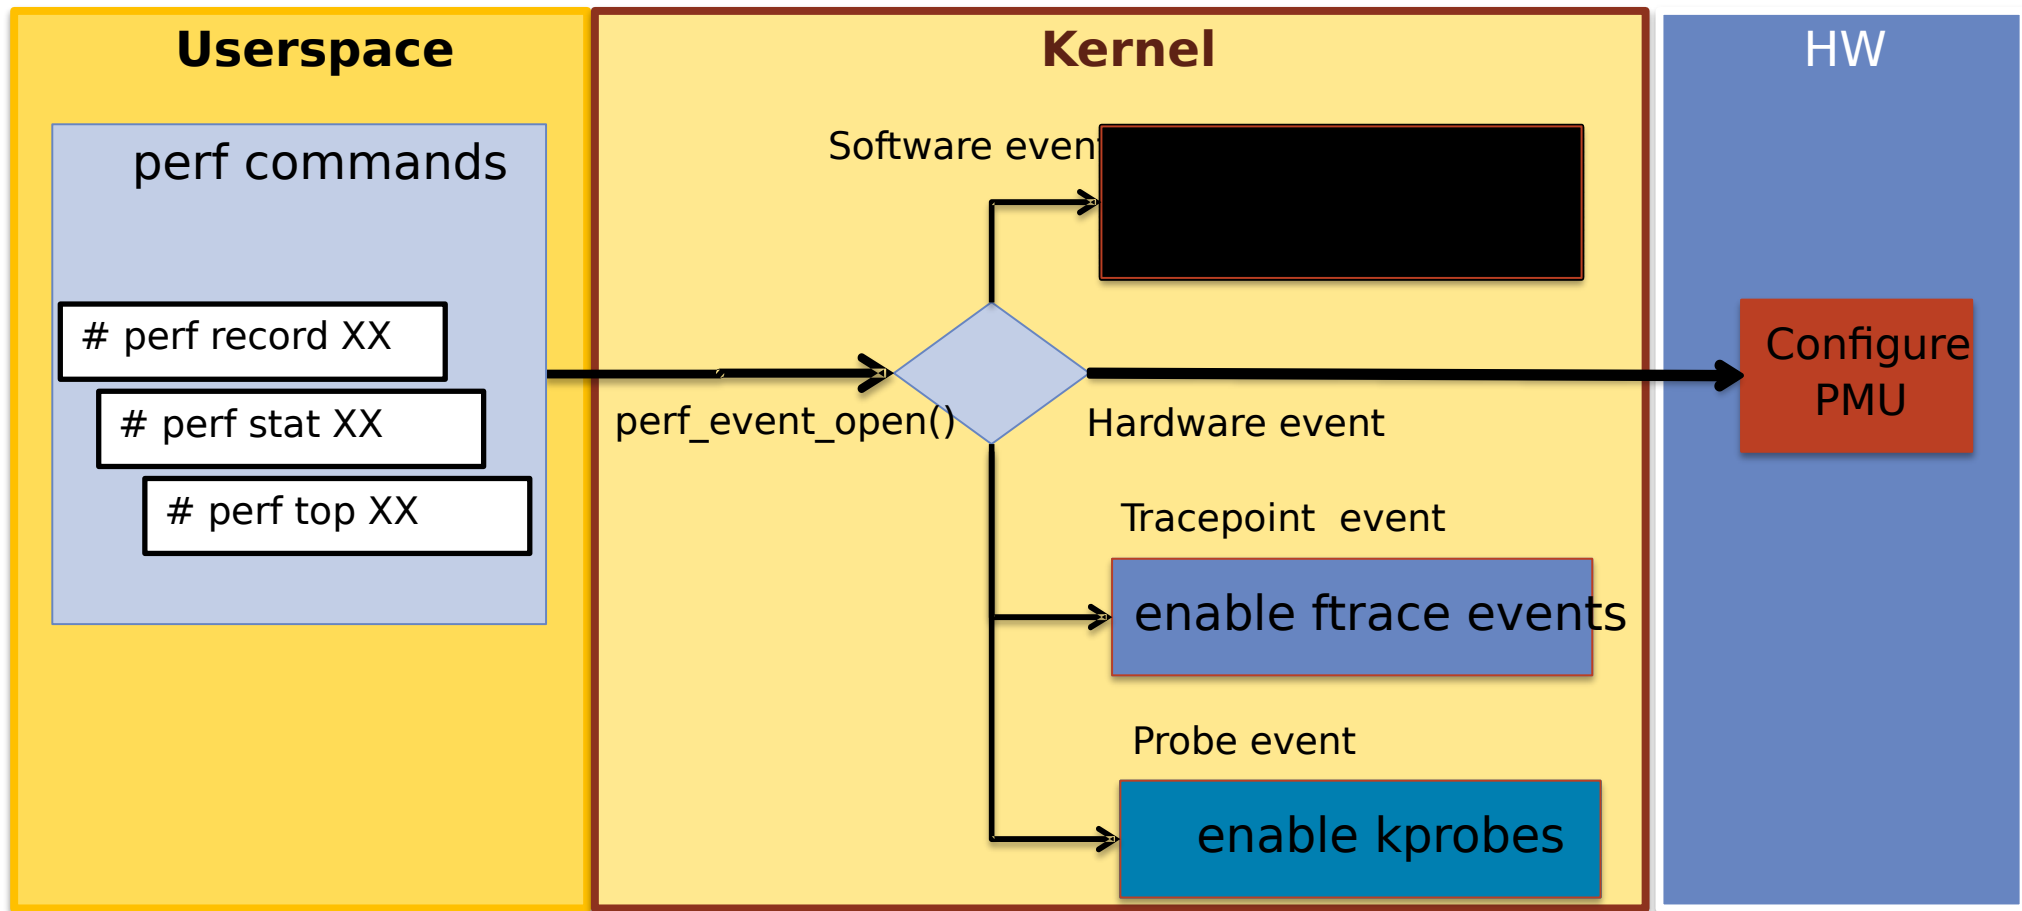 Userspace
Kernel
HW
perf commands
# perf record XX
# perf stat XX
# perf top XX
perf_event_open()
Software even
Hardware event
Configure
PMU
Tracepoint  event
enable ftrace events
Probe event
enable kprobes